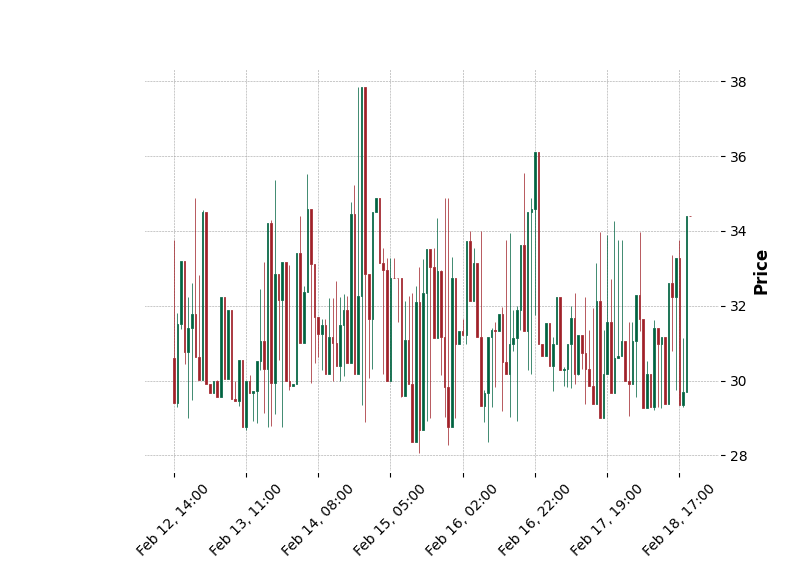 38
36
34
32
30
28
Price
Feb 12, 14:00
Feb 13, 11:00
Feb 14, 08:00
Feb 15, 05:00
Feb 16, 02:00
Feb 16, 22:00
Feb 17, 19:00
Feb 18, 17:00